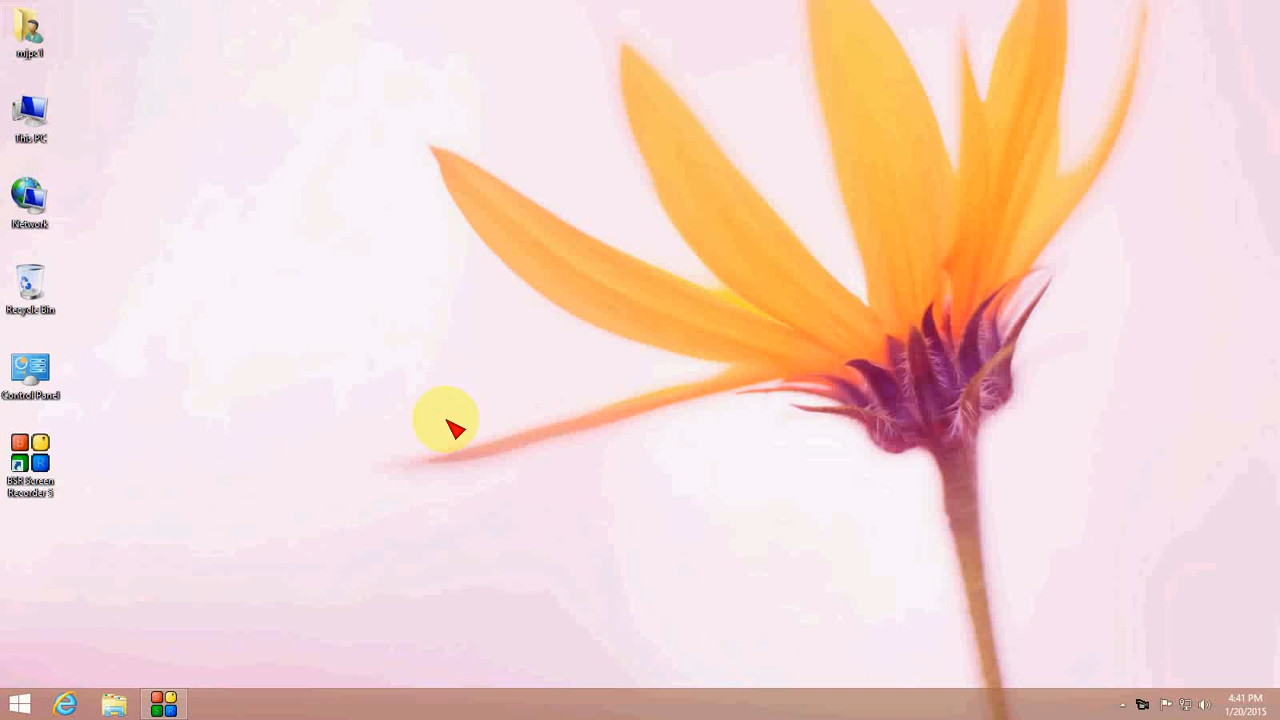 mjpc1
This PC
Network
Recycle Bin
Control Panel
BSR Screen
Recorder 5
4:41 PM
1/20/2015